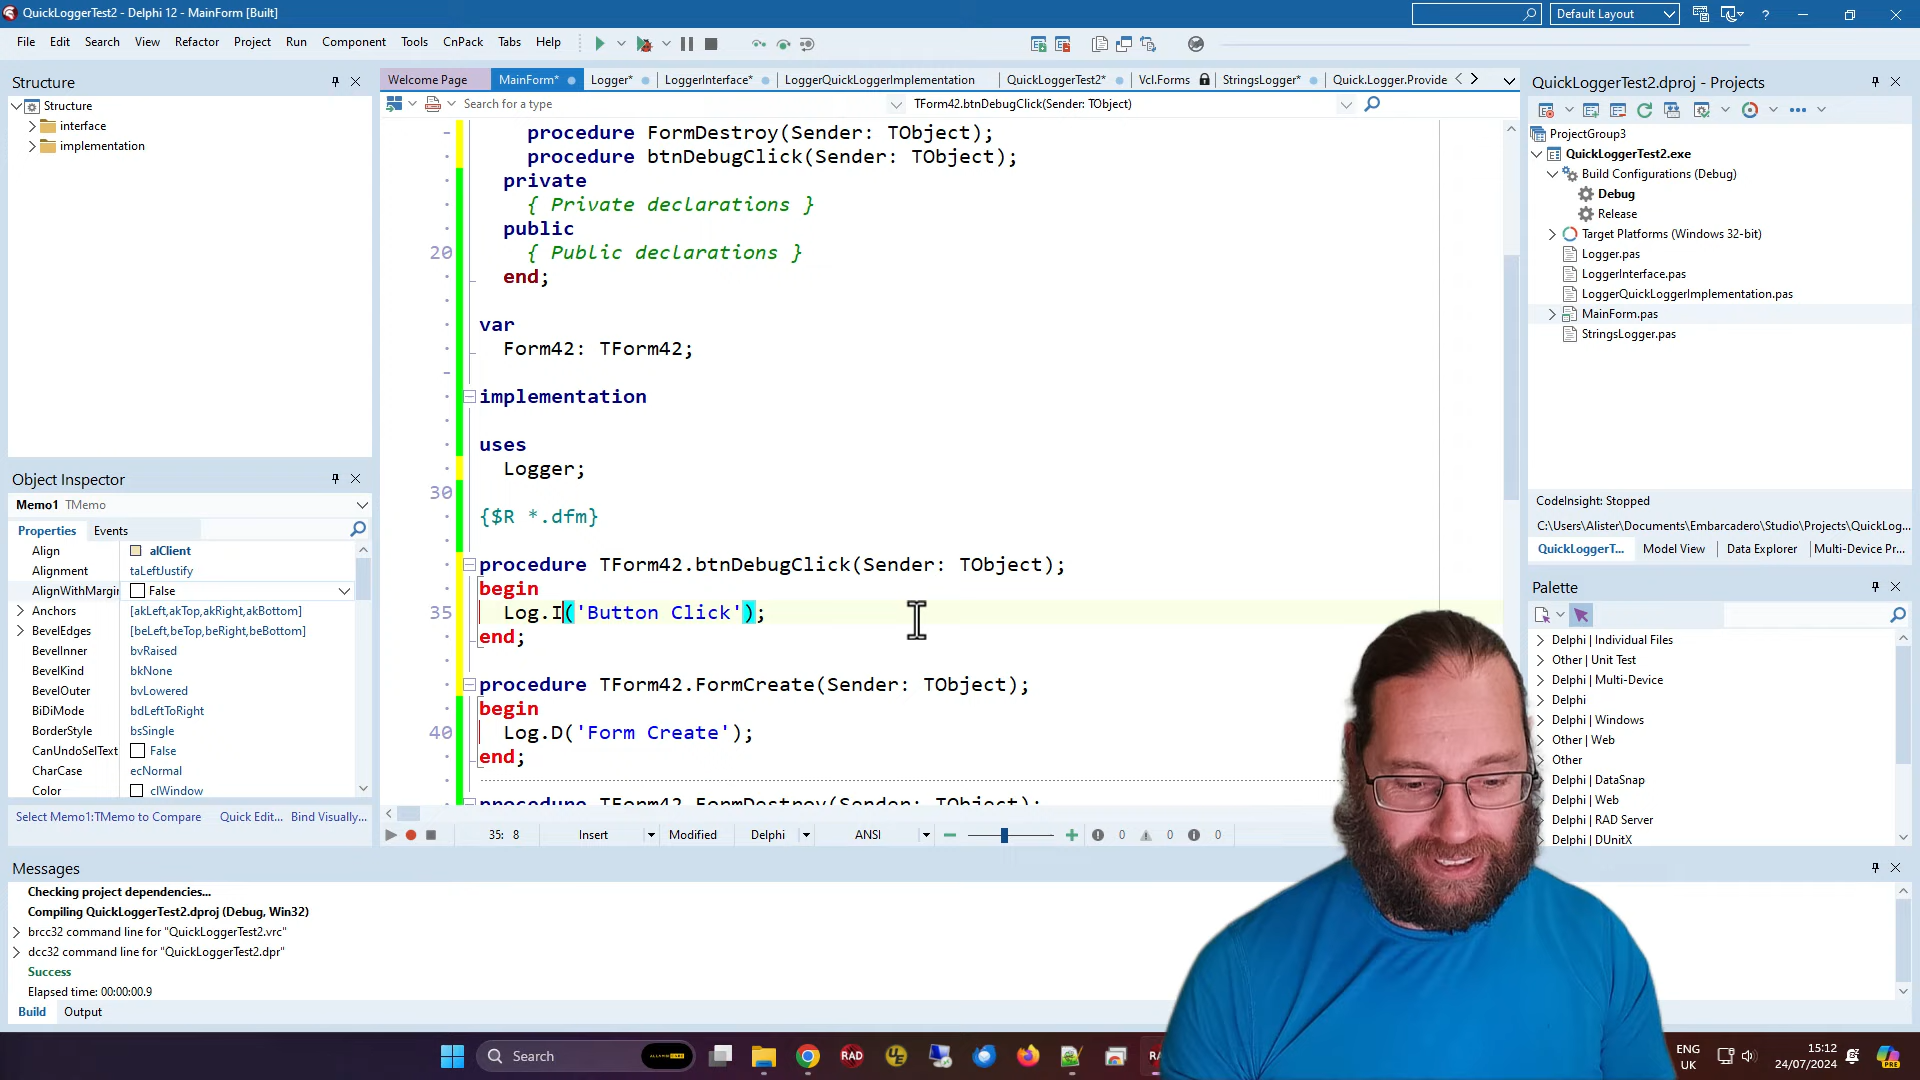 QuickLoggerTest2 - Delphi 12 - MainForm [Built]
Default Layout
File Edit Search View Refactor Project Run Component Tools CnPack Tabs Help
Structure
Structure
interface
implementation
Object Inspector
Memo1 TMemo
Properties Events
Align alClient
Alignment taLeftJustify
AlignWithMargin False
Anchors [akLeft,akTop,akRight,akBottom]
BevelEdges [beLeft,beTop,beRight,beBottom]
BevelInner bvRaised
BevelKind bkNone
BevelOuter bvLowered
BiDiMode bdLeftToRight
BorderStyle bsSingle
CanUndoSelText False
CharCase ecNormal
Color clWindow
Select Memo1:TMemo to Compare Quick Edit... Bind Visually...
Welcome Page MainForm* Logger* LoggerInterface* LoggerQuickLoggerImplementation QuickLoggerTest2* Vcl.Forms StringsLogger* Quick.Logger.Provide
Search for a type TForm42.btnDebugClick(Sender: TObject)
procedure FormDestroy(Sender: TObject);
procedure btnDebugClick(Sender: TObject);
private
{ Private declarations }
public
20 { Public declarations }
end;
var
Form42: TForm42;
implementation
uses
Logger;
30
{$R *.dfm}
procedure TForm42.btnDebugClick(Sender: TObject);
begin
35 Log.I('Button Click');
end;
procedure TForm42.FormCreate(Sender: TObject);
begin
40 Log.D('Form Create');
end;
procedure TForm42.FormDestroy(Sender: TObject);
35: 8 Insert Modified Delphi ANSI 0 0 0
QuickLoggerTest2.dproj - Projects
ProjectGroup3
QuickLoggerTest2.exe
Build Configurations (Debug)
Debug
Release
Target Platforms (Windows 32-bit)
Logger.pas
LoggerInterface.pas
LoggerQuickLoggerImplementation.pas
MainForm.pas
StringsLogger.pas
CodeInsight: Stopped
C:\Users\Alister\Documents\Embarcadero\Studio\Projects\QuickLog...
QuickLoggerT... Model View Data Explorer Multi-Device Pr...
Palette
Delphi | Individual Files
Other | Unit Test
Delphi | Multi-Device
Delphi
Delphi | Windows
Other | Web
Other
Delphi | DataSnap
Delphi | Web
Delphi | RAD Server
Delphi | DUnitX
Messages
Checking project dependencies...
Compiling QuickLoggerTest2.dproj (Debug, Win32)
brcc32 command line for "QuickLoggerTest2.vrc"
dcc32 command line for "QuickLoggerTest2.dpr"
Success
Elapsed time: 00:00:00.9
Build Output
Search
RAD
UE
ENG
UK
15:12
24/07/2024
PRE